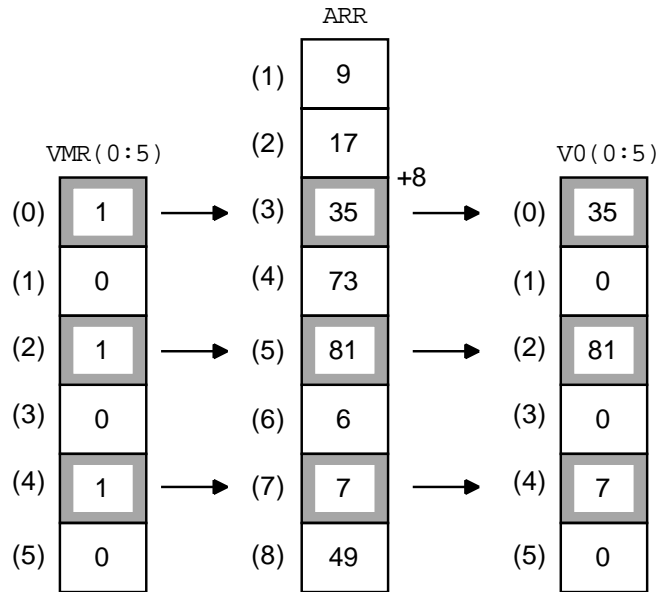 ARR
(1) 9
(2) 17
VMR(0:5) V0(0:5)
+8
(0) 1 (3) 35 (0) 35
(1) 0 (4) 73 (1) 0
(2) 1 (5) 81 (2) 81
(3) 0 (6) 6 (3) 0
(4) 1 (7) 7 (4) 7
(5) 0 (8) 49 (5) 0